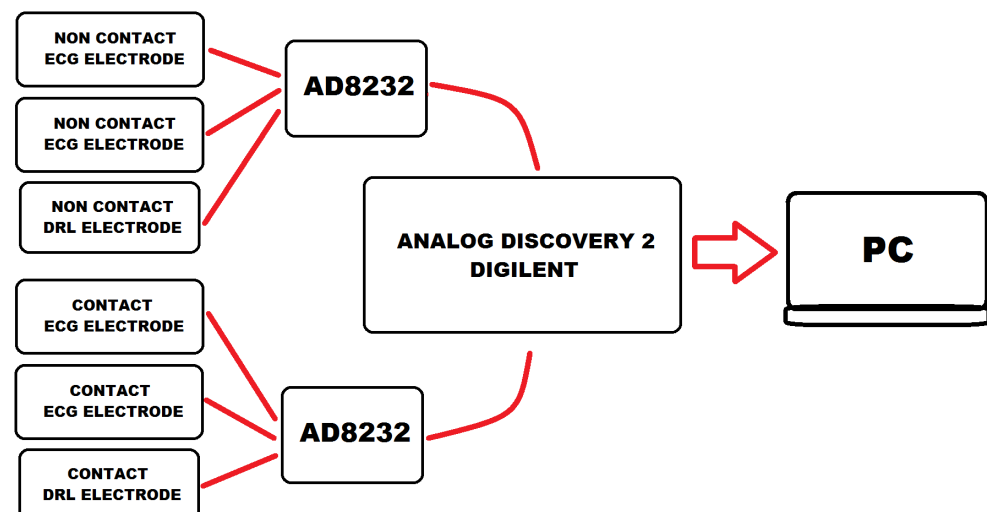 NON CONTACT
ECG ELECTRODE
NON CONTACT
ECG ELECTRODE
NON CONTACT
DRL ELECTRODE
AD8232
ANALOG DISCOVERY 2
DIGILENT
PC
CONTACT
ECG ELECTRODE
CONTACT
ECG ELECTRODE
CONTACT
DRL ELECTRODE
AD8232